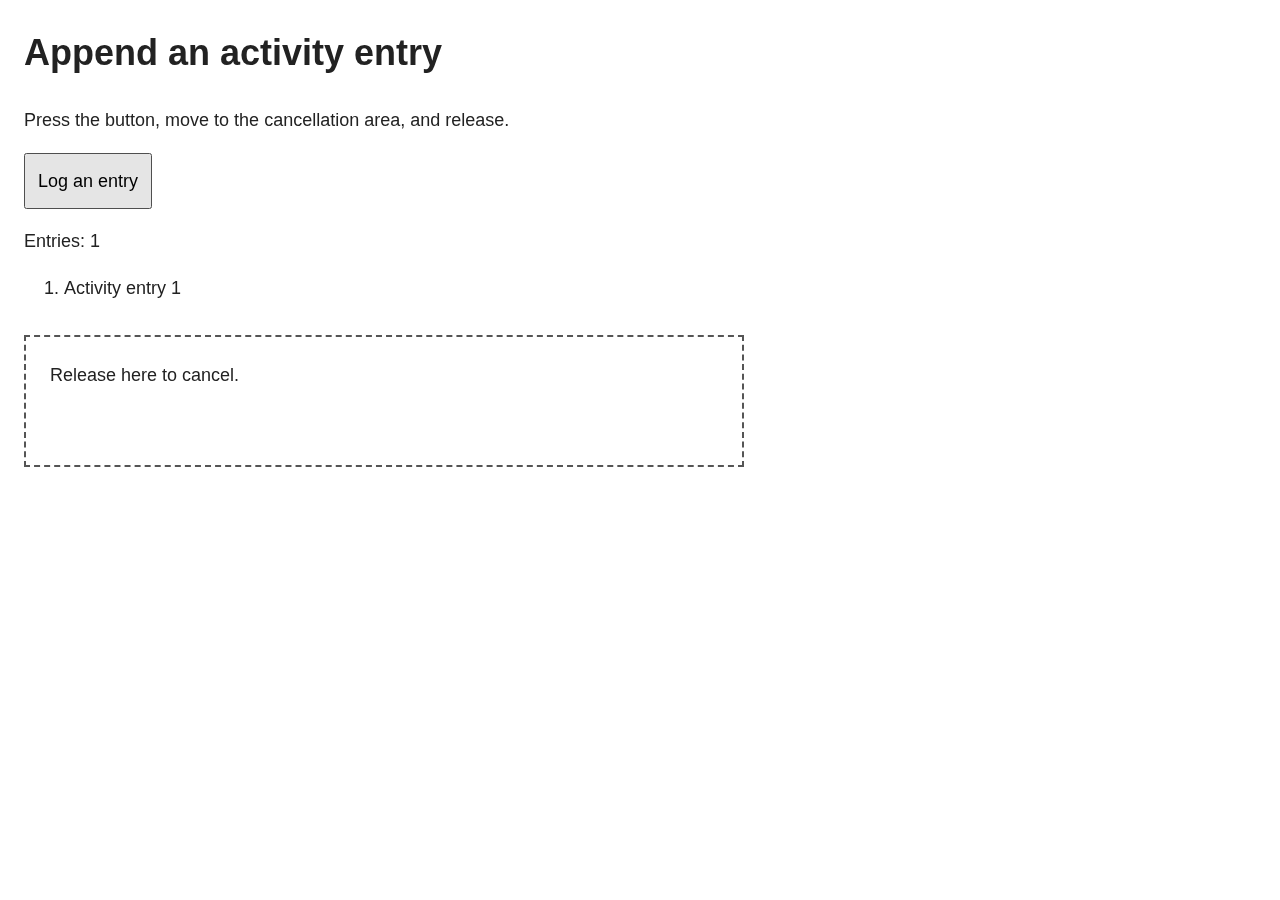 Append an activity entry
Press the button, move to the cancellation area, and release.
Log an entry
Entries: 1
1. Activity entry 1
Release here to cancel.